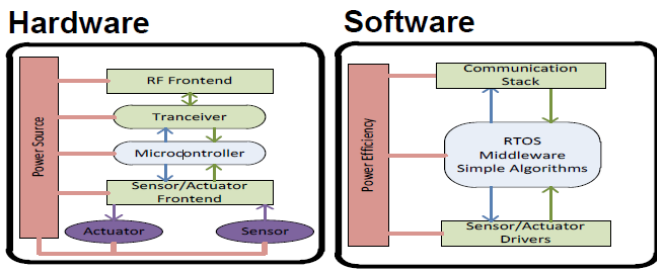 Hardware
Power Source
RF Frontend
Tranceiver
Microcontroller
Sensor/Actuator
Frontend
Actuator
Sensor
Software
Power Efficiency
Communication
Stack
RTOS
Middleware
Simple Algorithms
Sensor/Actuator
Drivers